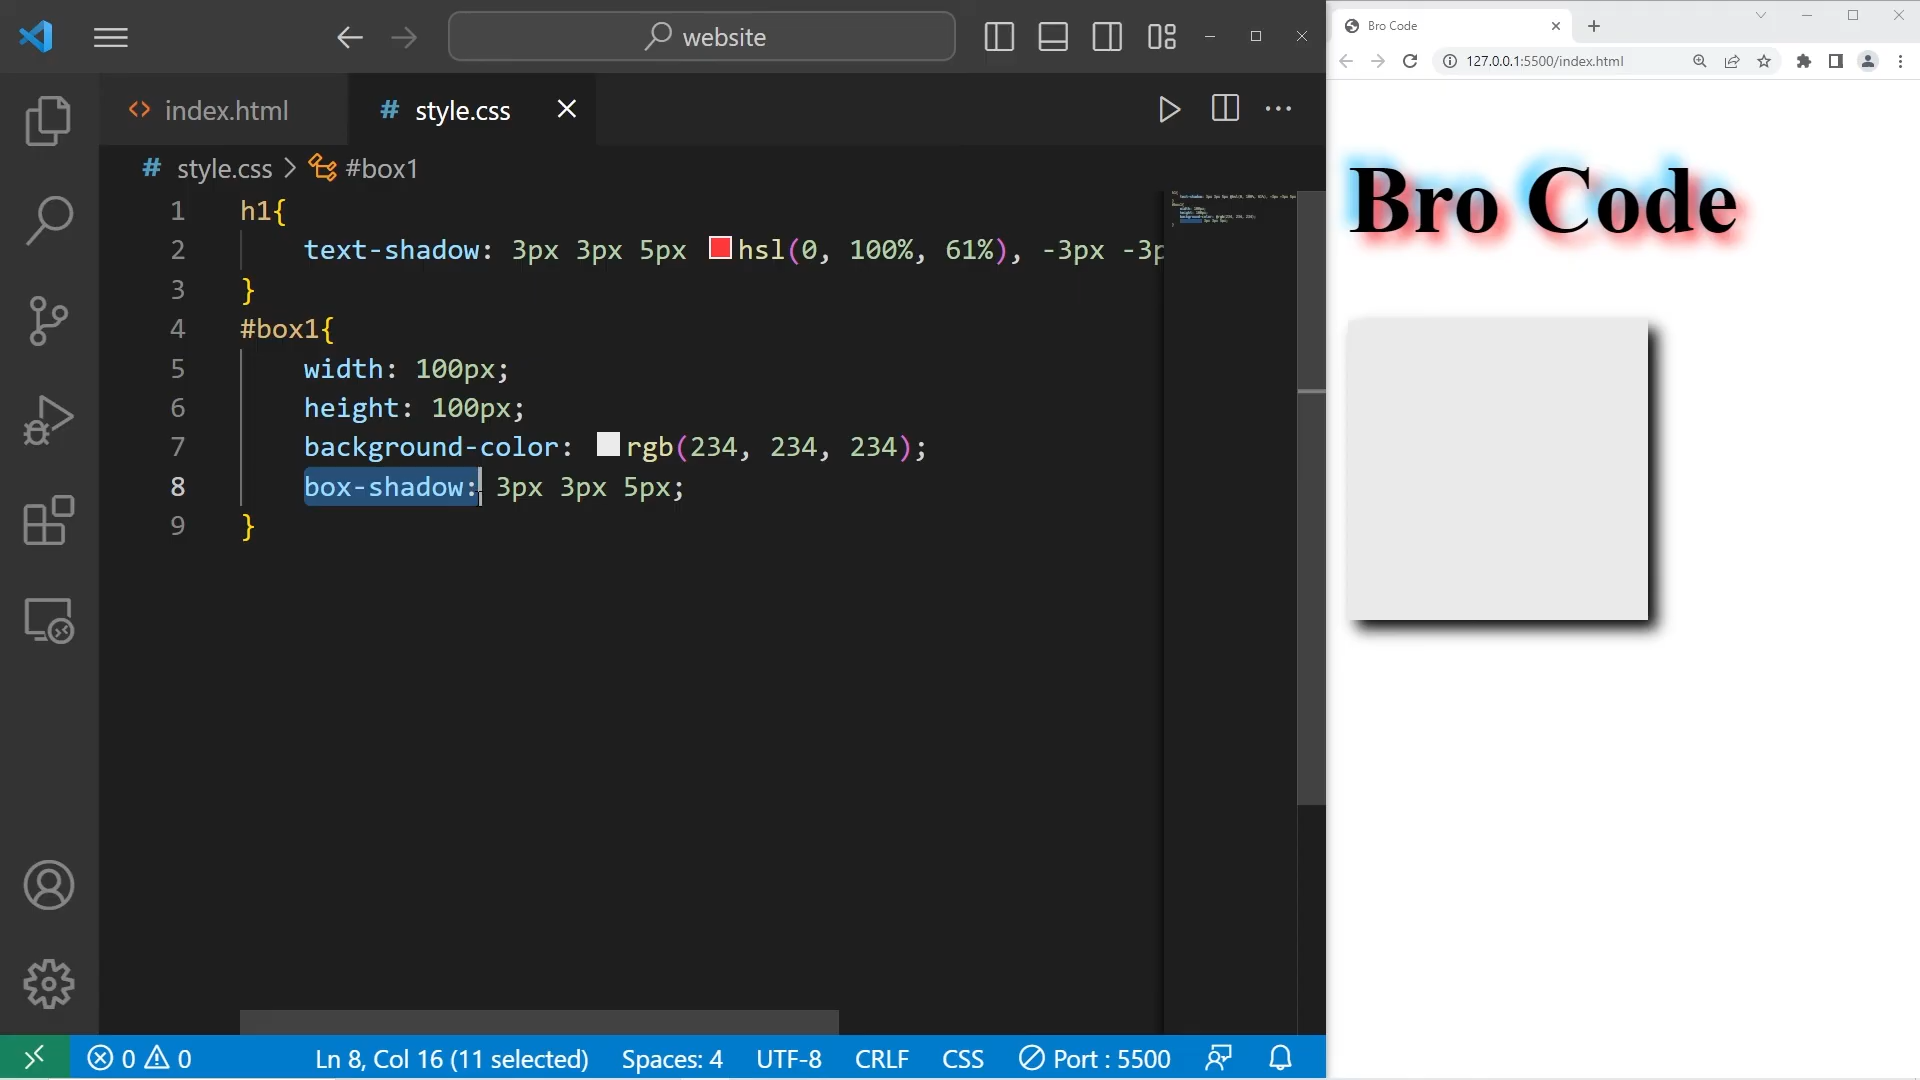 website
index.html
# style.css
# style.css > #box1
1 h1{
2 text-shadow: 3px 3px 5px hsl(0, 100%, 61%), -3px -3p
3 }
4 #box1{
5 width: 100px;
6 height: 100px;
7 background-color: rgb(234, 234, 234);
8 box-shadow: 3px 3px 5px;
9 }
0 0 Ln 8, Col 16 (11 selected) Spaces: 4 UTF-8 CRLF CSS Port : 5500
Bro Code
127.0.0.1:5500/index.html
Bro Code